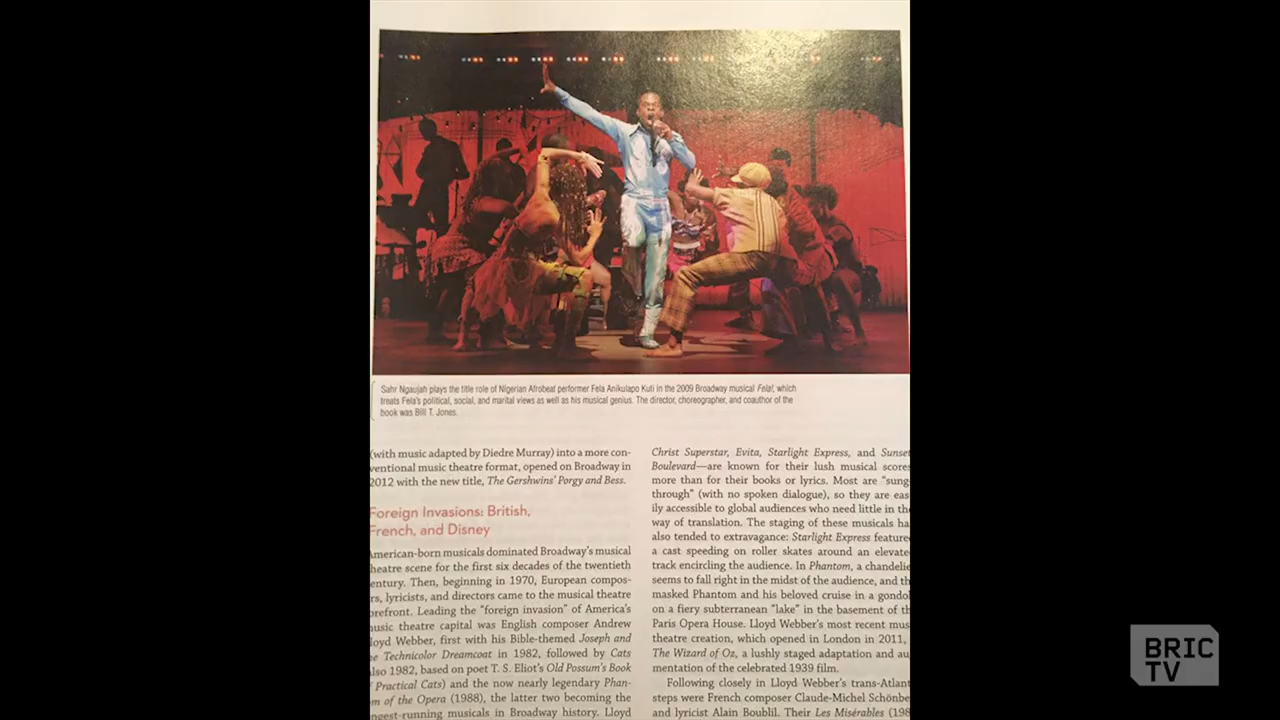 Sahr Ngaujah plays the title role of Nigerian Afrobeat performer Fela Anikulapo Kuti in the 2009 Broadway musical Fela!, which
treats Fela's political, social, and marital views as well as his musical genius. The director, choreographer, and coauthor of the
book was Bill T. Jones.
(with music adapted by Diedre Murray) into a more con-
ventional music theatre format, opened on Broadway in
2012 with the new title, The Gershwins' Porgy and Bess.
Foreign Invasions: British,
French, and Disney
American-born musicals dominated Broadway's musical
heatre scene for the first six decades of the twentieth
entury. Then, beginning in 1970, European compos-
rs, lyricists, and directors came to the musical theatre
orefront. Leading the "foreign invasion" of America's
usic theatre capital was English composer Andrew
loyd Webber, first with his Bible-themed Joseph and
e Technicolor Dreamcoat in 1982, followed by Cats
lso 1982, based on poet T. S. Eliot's Old Possum's Book
f Practical Cats) and the now nearly legendary Phan-
m of the Opera (1988), the latter two becoming the
ngest-running musicals in Broadway history. Lloyd
Christ Superstar, Evita, Starlight Express, and Sunset
Boulevard—are known for their lush musical scores
more than for their books or lyrics. Most are "sung-
through" (with no spoken dialogue), so they are eas
ily accessible to global audiences who need little in the
way of translation. The staging of these musicals ha
also tended to extravagance: Starlight Express feature
a cast speeding on roller skates around an elevate
track encircling the audience. In Phantom, a chandelie
seems to fall right in the midst of the audience, and th
masked Phantom and his beloved cruise in a gondol
on a fiery subterranean "lake" in the basement of th
Paris Opera House. Lloyd Webber's most recent mus
theatre creation, which opened in London in 2011,
The Wizard of Oz, a lushly staged adaptation and au
mentation of the celebrated 1939 film.
Following closely in Lloyd Webber's trans-Atlant
steps were French composer Claude-Michel Schönbe
and lyricist Alain Boublil. Their Les Misérables (198
BRIC
TV